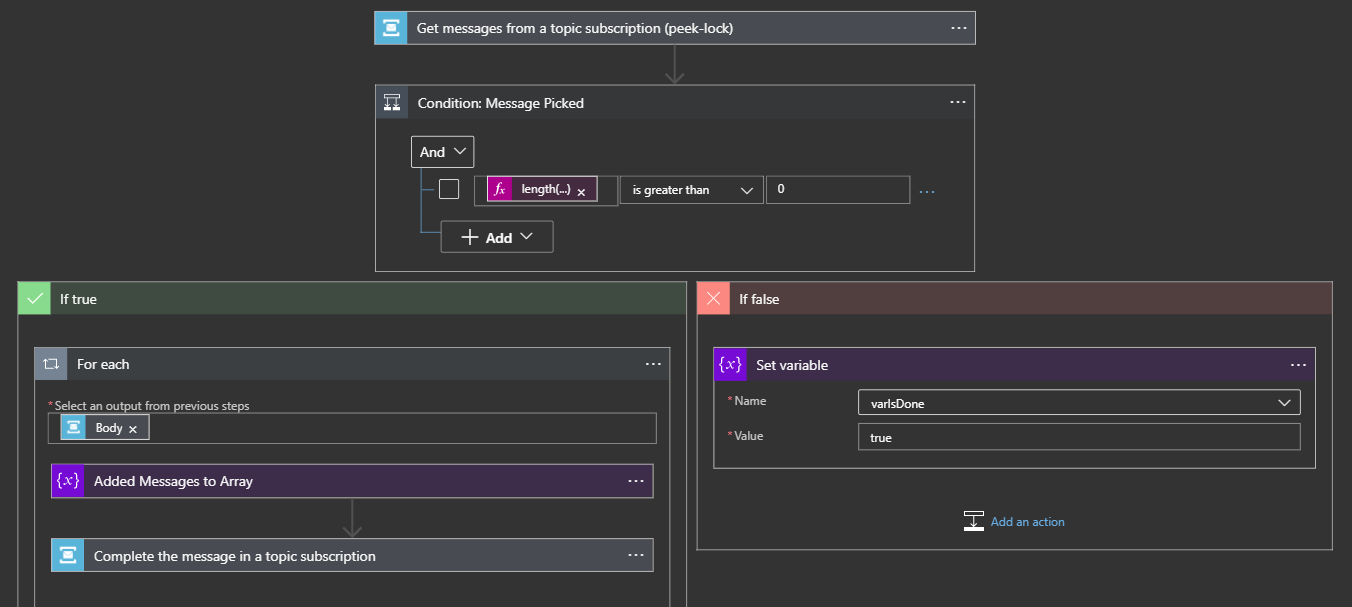 Get messages from a topic subscription (peek-lock)
Condition: Message Picked
And
fx length(...) × is greater than 0
+ Add
If true
If false
For each
{x} Set variable
*Select an output from previous steps
*Name varIsDone
Body ×
*Value true
{x} Added Messages to Array
Add an action
Complete the message in a topic subscription